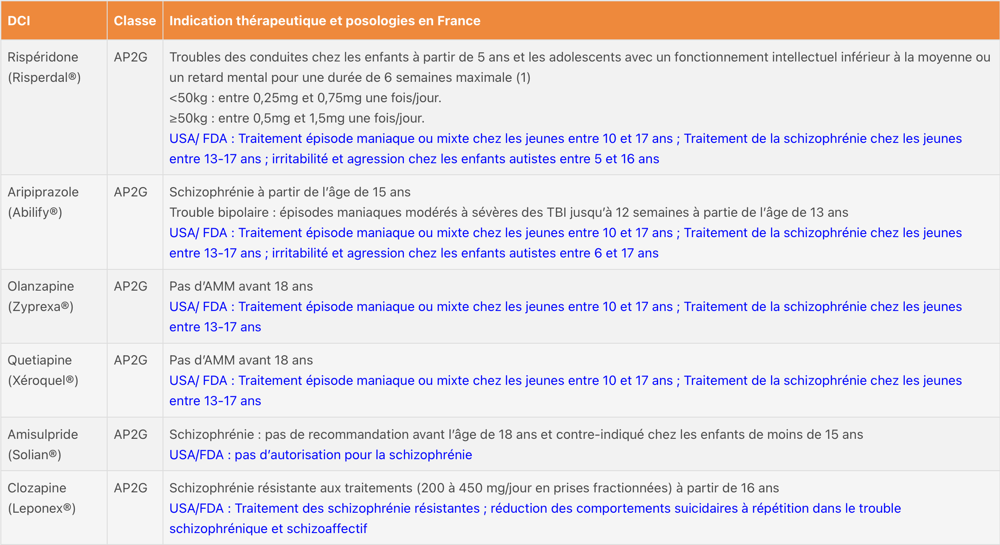 DCI
Classe
Indication thérapeutique et posologies en France
Rispéridone
(Risperdal®)
AP2G
Troubles des conduites chez les enfants à partir de 5 ans et les adolescents avec un fonctionnement intellectuel inférieur à la moyenne ou
un retard mental pour une durée de 6 semaines maximale (1)
<50kg : entre 0,25mg et 0,75mg une fois/jour.
≥50kg : entre 0,5mg et 1,5mg une fois/jour.
USA/ FDA : Traitement épisode maniaque ou mixte chez les jeunes entre 10 et 17 ans ; Traitement de la schizophrénie chez les jeunes
entre 13-17 ans ; irritabilité et agression chez les enfants autistes entre 5 et 16 ans
Aripiprazole
(Abilify®)
AP2G
Schizophrénie à partir de l’âge de 15 ans
Trouble bipolaire : épisodes maniaques modérés à sévères des TBI jusqu’à 12 semaines à partie de l’âge de 13 ans
USA/ FDA : Traitement épisode maniaque ou mixte chez les jeunes entre 10 et 17 ans ; Traitement de la schizophrénie chez les jeunes
entre 13-17 ans ; irritabilité et agression chez les enfants autistes entre 6 et 17 ans
Olanzapine
(Zyprexa®)
AP2G
Pas d’AMM avant 18 ans
USA/ FDA : Traitement épisode maniaque ou mixte chez les jeunes entre 10 et 17 ans ; Traitement de la schizophrénie chez les jeunes
entre 13-17 ans
Quetiapine
(Xéroquel®)
AP2G
Pas d’AMM avant 18 ans
USA/ FDA : Traitement épisode maniaque ou mixte chez les jeunes entre 10 et 17 ans ; Traitement de la schizophrénie chez les jeunes
entre 13-17 ans
Amisulpride
(Solian®)
AP2G
Schizophrénie : pas de recommandation avant l’âge de 18 ans et contre-indiqué chez les enfants de moins de 15 ans
USA/FDA : pas d’autorisation pour la schizophrénie
Clozapine
(Leponex®)
AP2G
Schizophrénie résistante aux traitements (200 à 450 mg/jour en prises fractionnées) à partir de 16 ans
USA/FDA : Traitement des schizophrénie résistantes ; réduction des comportements suicidaires à répétition dans le trouble
schizophrénique et schizoaffectif